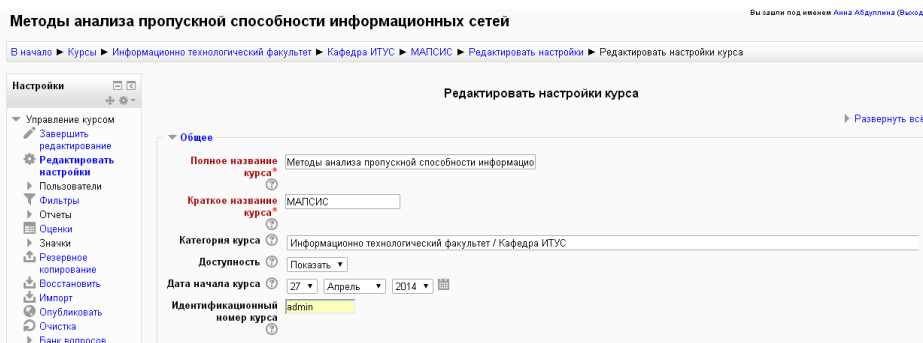 Вы зашли под именем Анна Абдуллина (Выход
Методы анализа пропускной способности информационных сетей
В начало ► Курсы ► Информационно технологический факультет ► Кафедра ИТУС ► МАПСИС ► Редактировать настройки ► Редактировать настройки курса
Настройки
Управление курсом
Завершить
редактирование
Редактировать
настройки
Пользователи
Фильтры
Отчеты
Оценки
Значки
Резервное
копирование
Восстановить
Импорт
Опубликовать
Очистка
Банк вопросов
Редактировать настройки курса
Развернуть всё
Общее
Полное название
курса*
Методы анализа пропускной способности информацио
Краткое название
курса*
МАПСИС
Категория курса
Информационно технологический факультет / Кафедра ИТУС
Доступность
Показать
Дата начала курса
27 Апрель 2014
Идентификационный
номер курса
admin